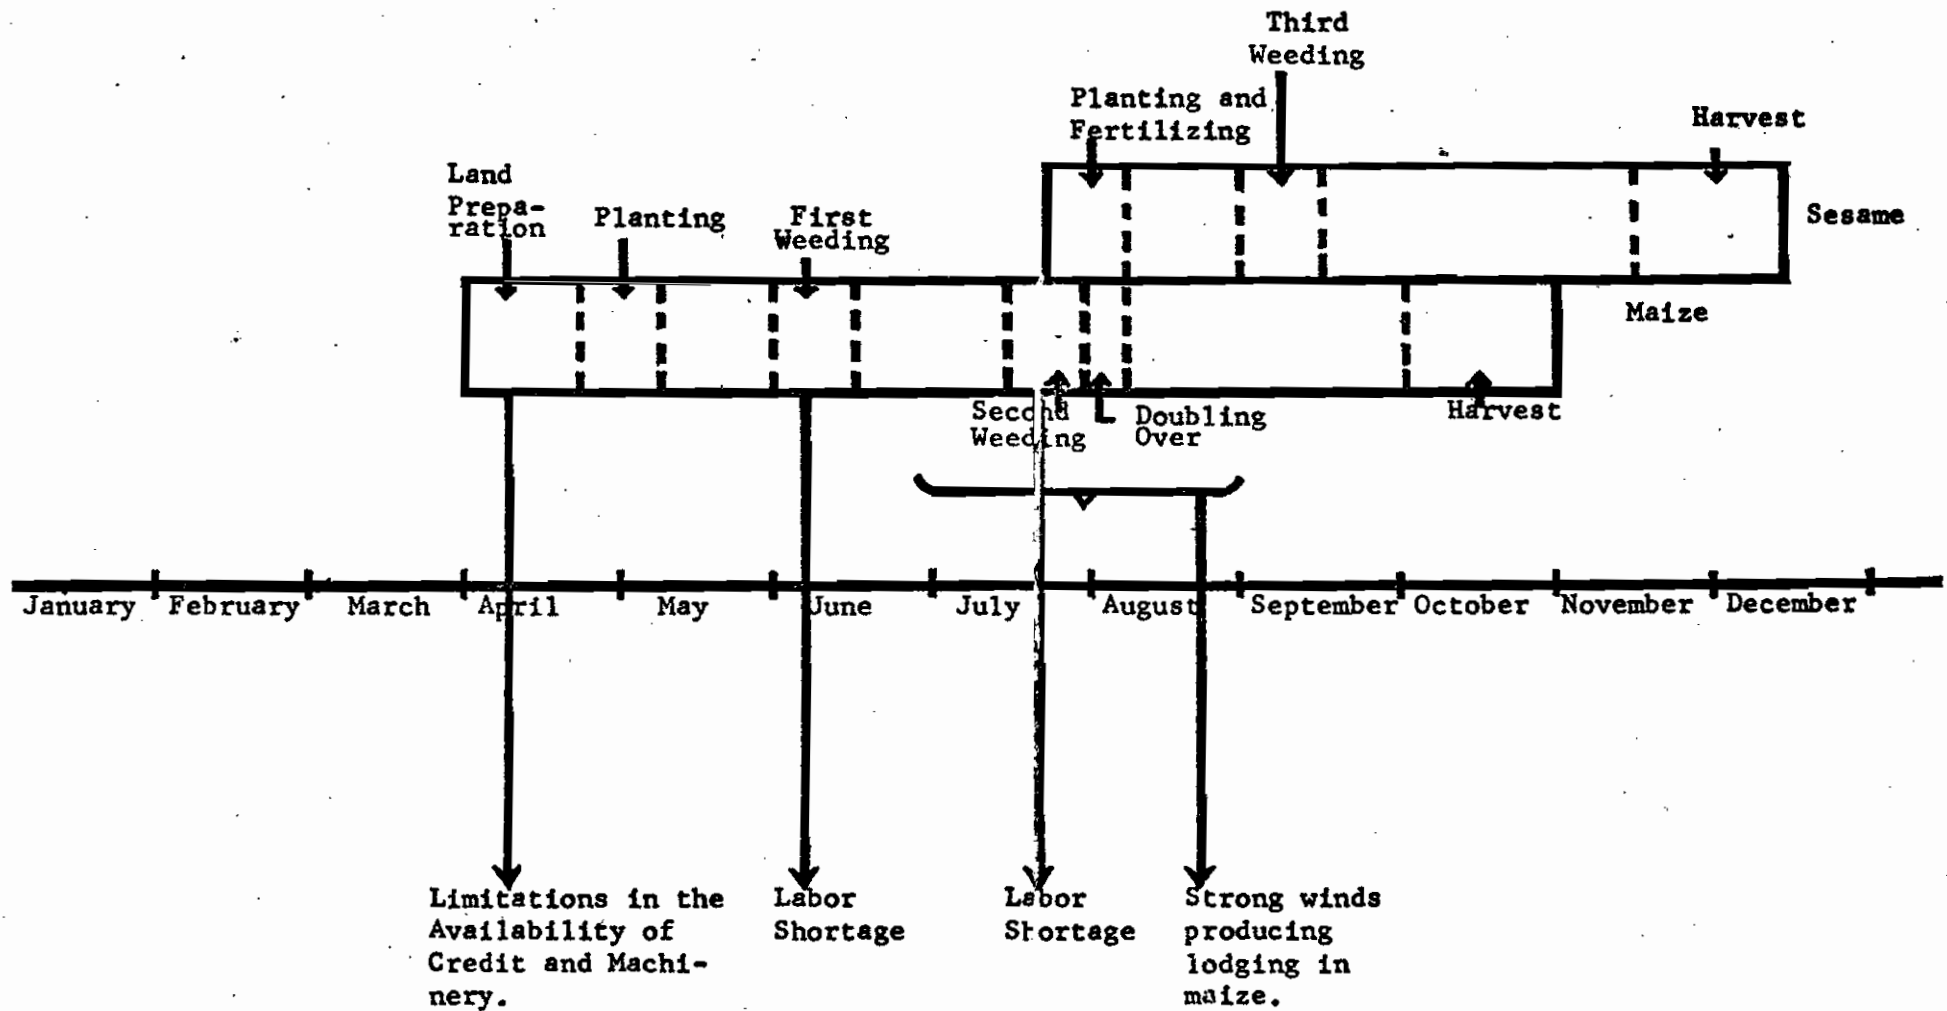 Third
Weeding
Planting and
Fertilizing
Harvest
Land
Prepa-
ration
Planting
First
Weeding
Sesame
Maize
Second
Weeding
Doubling
Over
Harvest
January February March April May June July August September October November December
Limitations in the
Availability of
Credit and Machi-
nery.
Labor
Shortage
Labor
Shortage
Strong winds
producing
lodging in
maize.